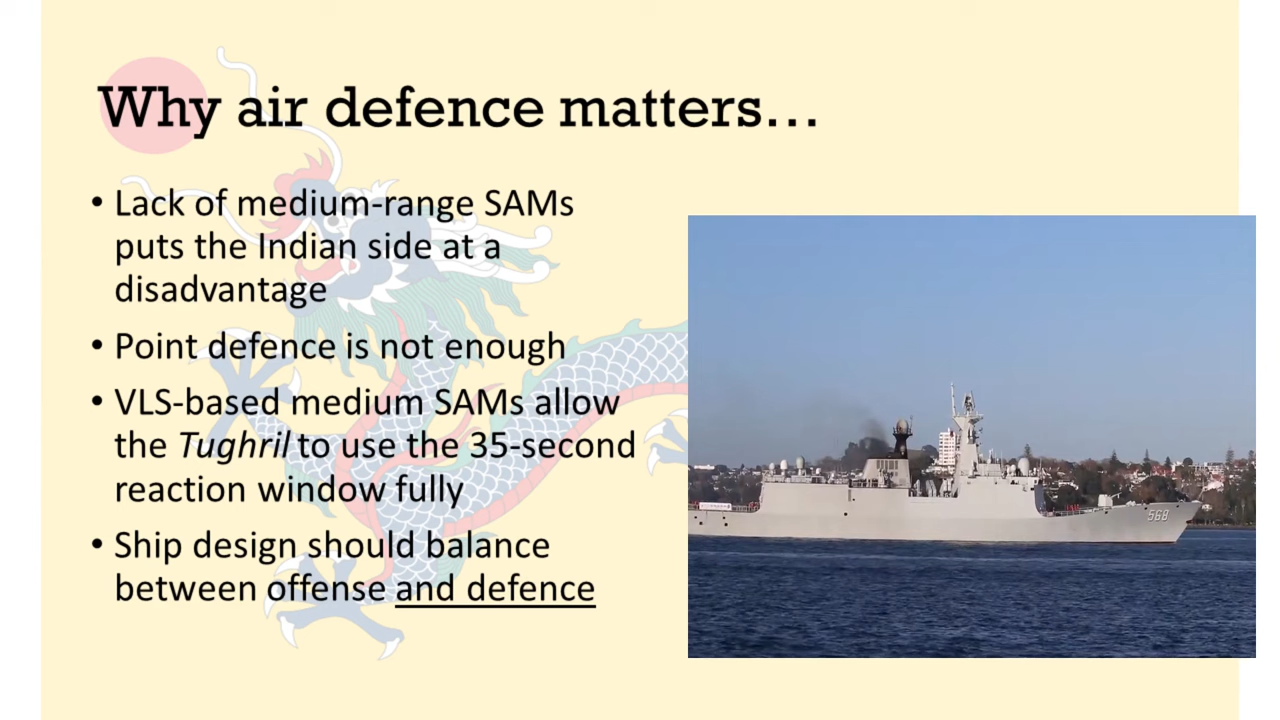 Why air defence matters...
• Lack of medium-range SAMs
puts the Indian side at a
disadvantage
• Point defence is not enough
• VLS-based medium SAMs allow
the Tughril to use the 35-second
reaction window fully
• Ship design should balance
between offense and defence
568